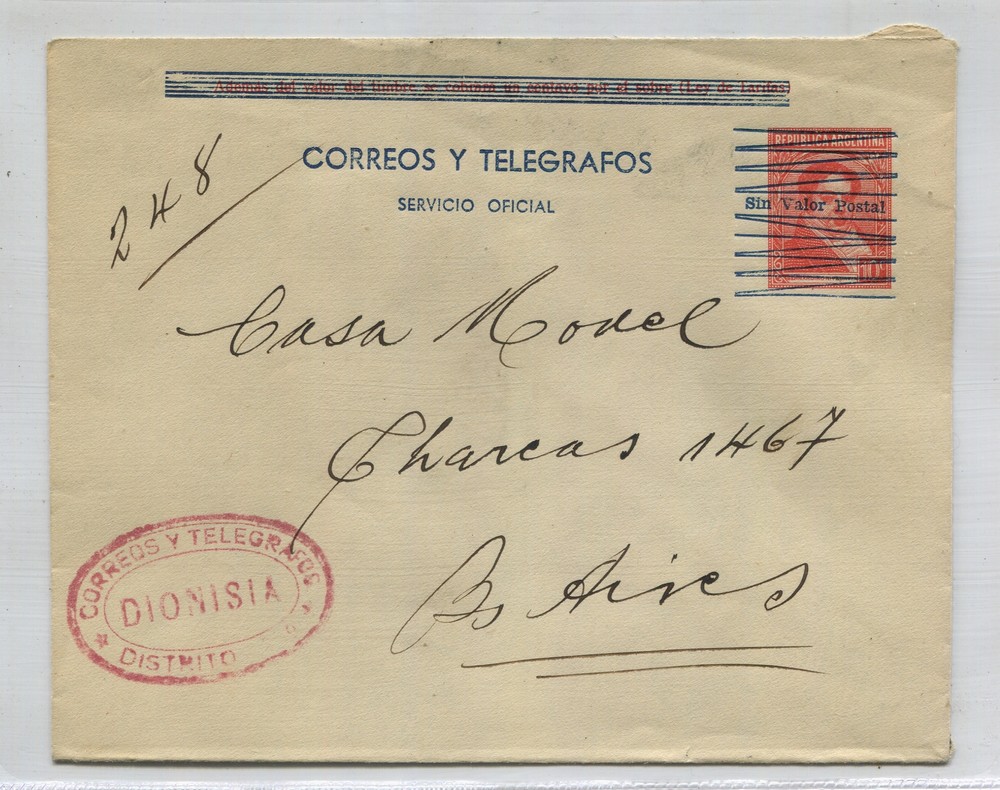 Además del valor del timbre se cobrará un centavo por el sobre (Ley de Tarifas)
CORREOS Y TELEGRAFOS
SERVICIO OFICIAL
REPUBLICA ARGENTINA
Sin Valor Postal
10
248
Casa Model
Charcas 1467
Bs Aires
CORREOS Y TELEGRAFOS
DIONISIA
DISTRITO